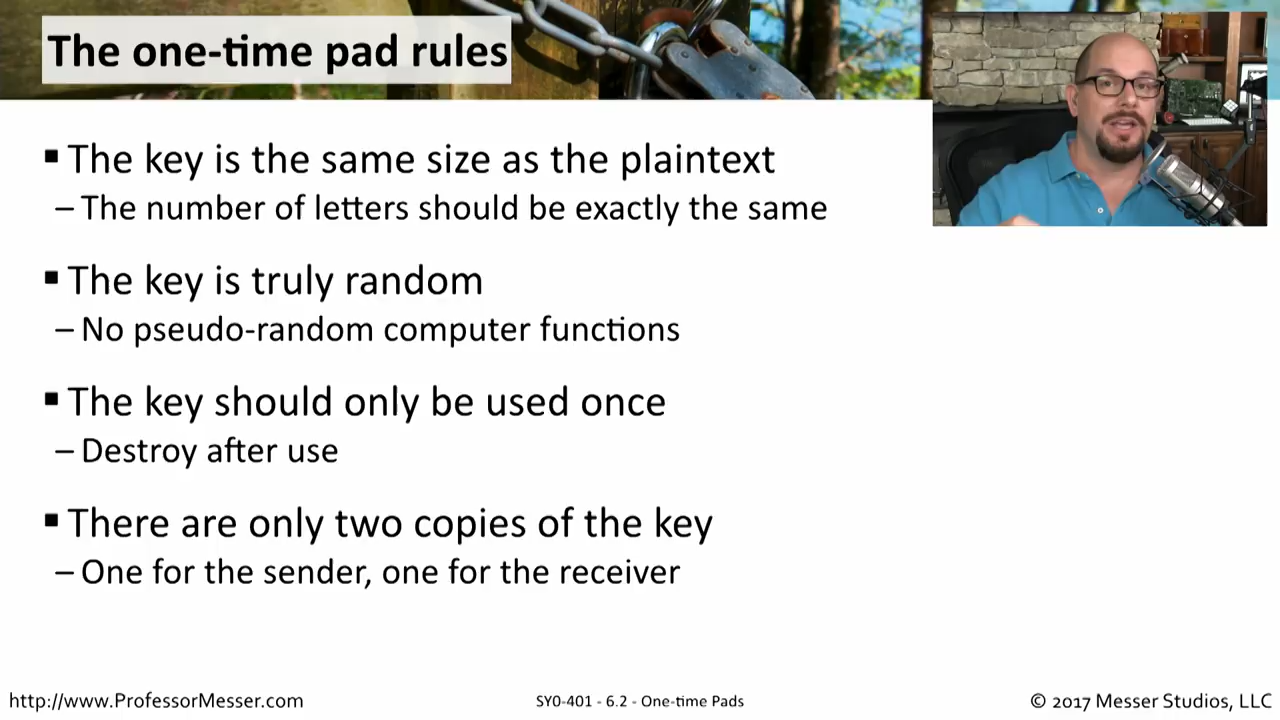 The one-time pad rules
▪ The key is the same size as the plaintext
– The number of letters should be exactly the same
▪ The key is truly random
– No pseudo-random computer functions
▪ The key should only be used once
– Destroy after use
▪ There are only two copies of the key
– One for the sender, one for the receiver
http://www.ProfessorMesser.com
SY0-401 - 6.2 - One-time Pads
© 2017 Messer Studios, LLC